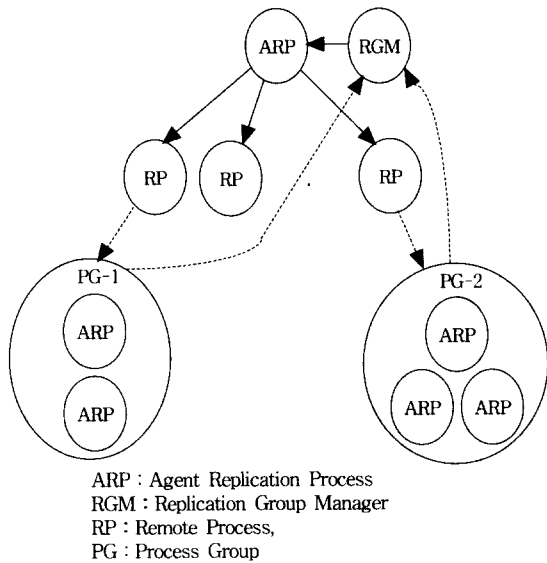 ARP RGM
RP RP RP
PG-1 PG-2
ARP ARP
ARP ARP ARP
ARP : Agent Replication Process
RGM : Replication Group Manager
RP : Remote Process,
PG : Process Group